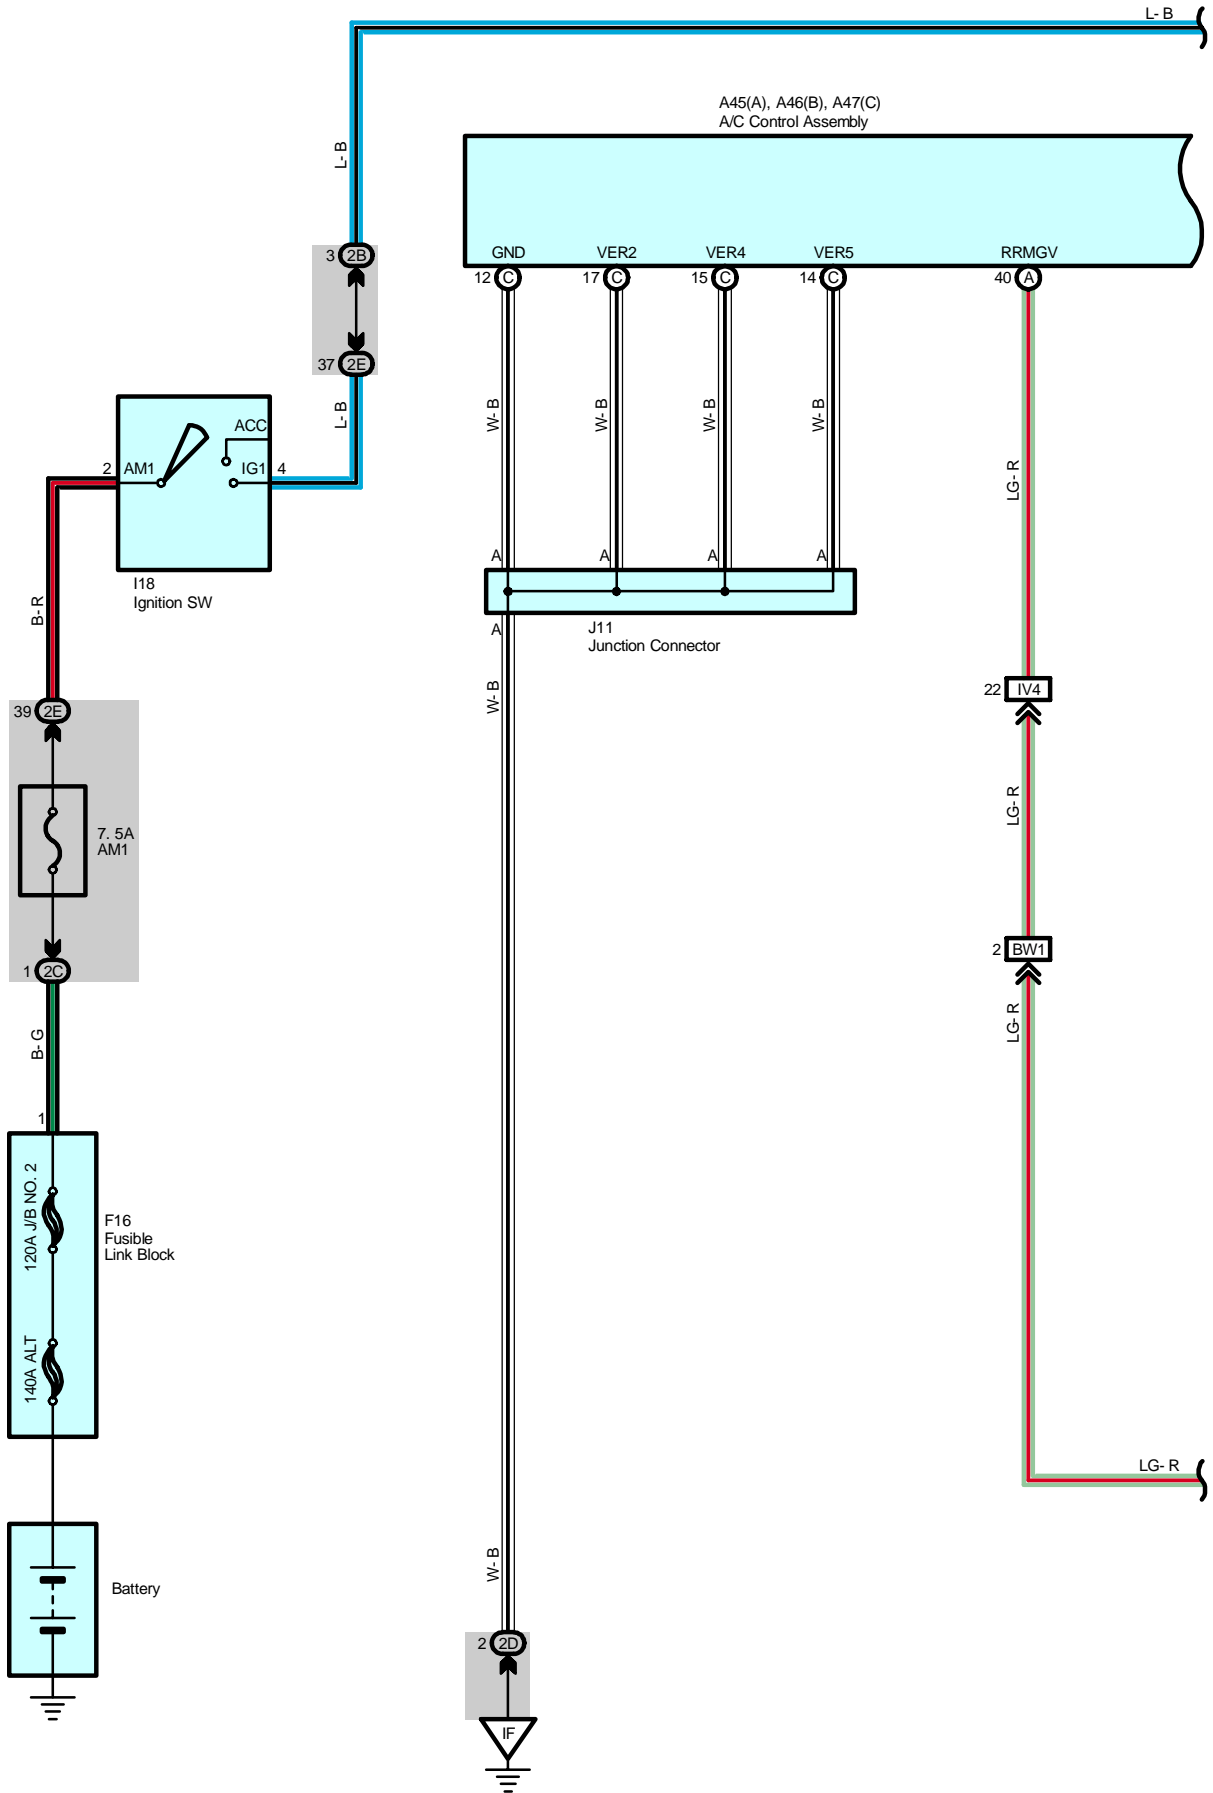 L- B
A45(A), A46(B), A47(C)
A/C Control Assembly
L- B
GND VER2 VER4 VER5 RRMGV
3 2B
12 C 17 C 15 C 14 C 40 A
37 2E
L- B
W- B W- B W- B W- B
ACC
2 AM1 IG1 4
LG- R
A A A A
I18
Ignition SW
B- R
A
J11
Junction Connector
W- B
22 IV4
39 2E
LG- R
7. 5A
AM1
2 BW1
1 2C
LG- R
B- G
1
120A J/B NO. 2
F16
Fusible
Link Block
140A ALT
LG- R
W- B
Battery
2 2D
IF